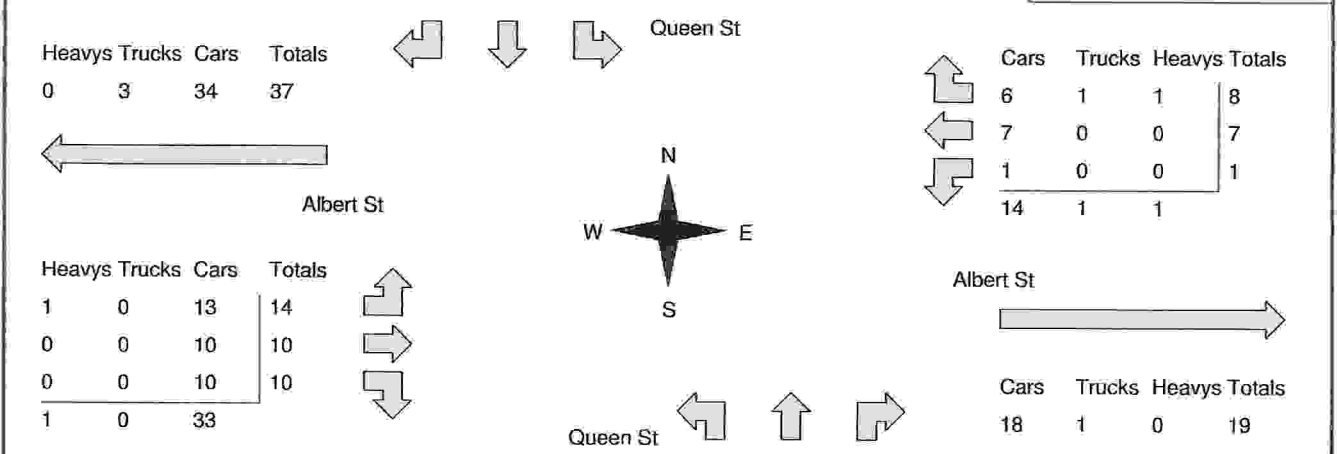 Queen St
Heavys Trucks Cars Totals
0 3 34 37
Albert St
Heavys Trucks Cars Totals
1 0 13 14
0 0 10 10
0 0 10 10
1 0 33
N
W E
S
Cars Trucks Heavys Totals
6 1 1 8
7 0 0 7
1 0 0 1
14 1 1
Albert St
Cars Trucks Heavys Totals
18 1 0 19
Queen St